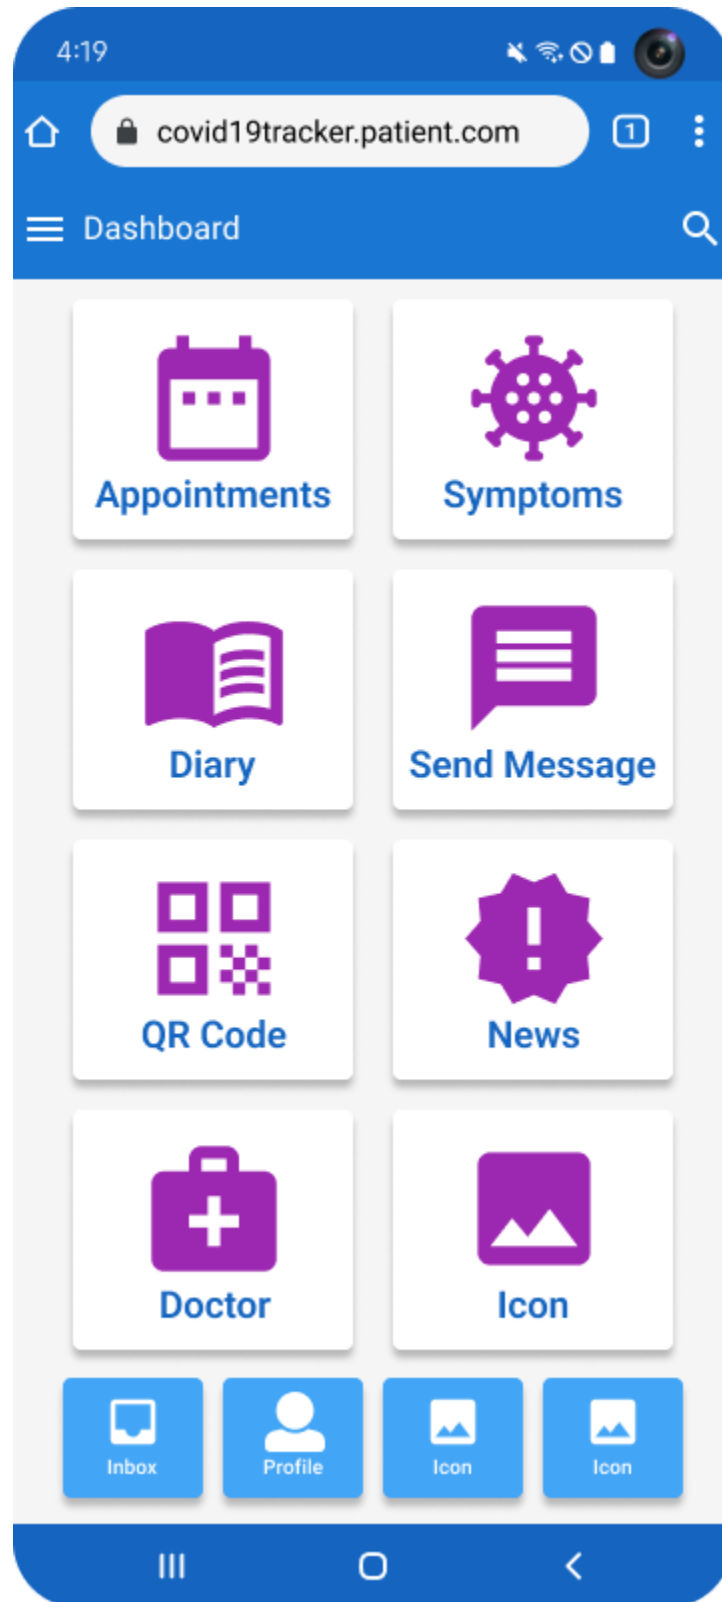 4:19
covid19tracker.patient.com
1
Dashboard
Appointments
Symptoms
Diary
Send Message
QR Code
News
Doctor
Icon
Inbox
Profile
Icon
Icon